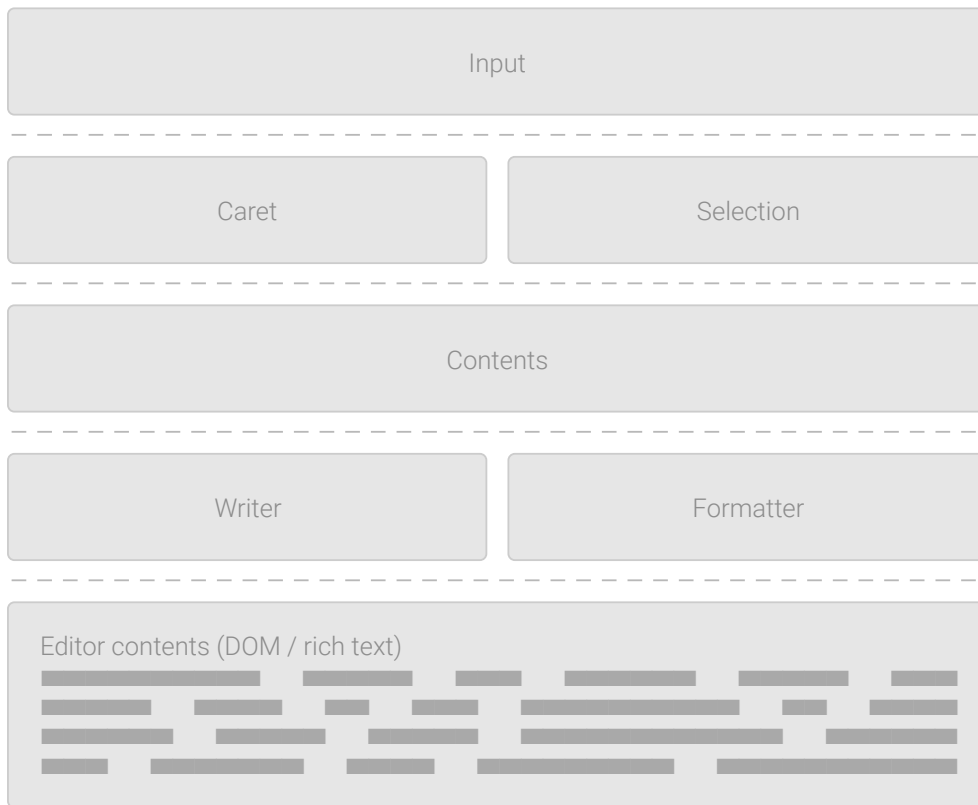 Input
Caret
Selection
Contents
Writer
Formatter
Editor contents (DOM / rich text)